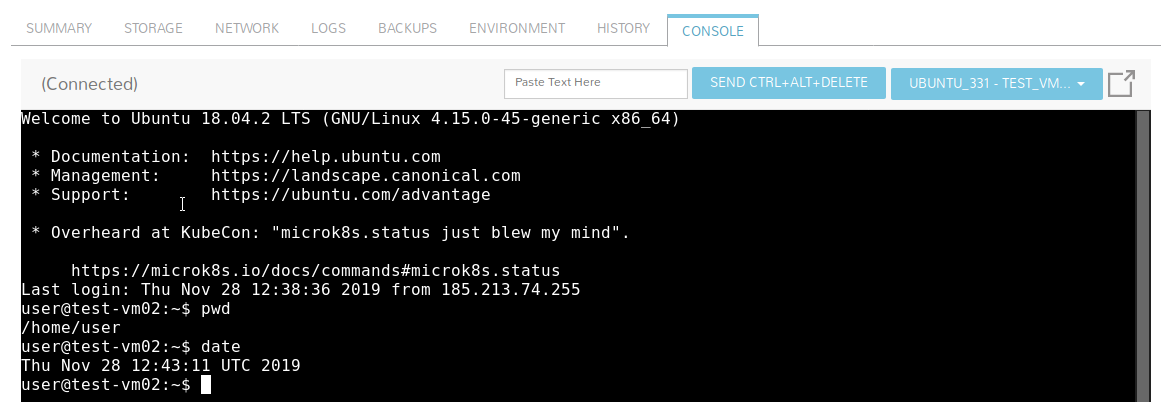 SUMMARY STORAGE NETWORK LOGS BACKUPS ENVIRONMENT HISTORY CONSOLE
(Connected) Paste Text Here SEND CTRL+ALT+DELETE UBUNTU_331 - TEST_VM...
Welcome to Ubuntu 18.04.2 LTS (GNU/Linux 4.15.0-45-generic x86_64)
* Documentation:  https://help.ubuntu.com
* Management:     https://landscape.canonical.com
* Support:        https://ubuntu.com/advantage
* Overheard at KubeCon: "microk8s.status just blew my mind".
https://microk8s.io/docs/commands#microk8s.status
Last login: Thu Nov 28 12:38:36 2019 from 185.213.74.255
user@test-vm02:~$ pwd
/home/user
user@test-vm02:~$ date
Thu Nov 28 12:43:11 UTC 2019
user@test-vm02:~$